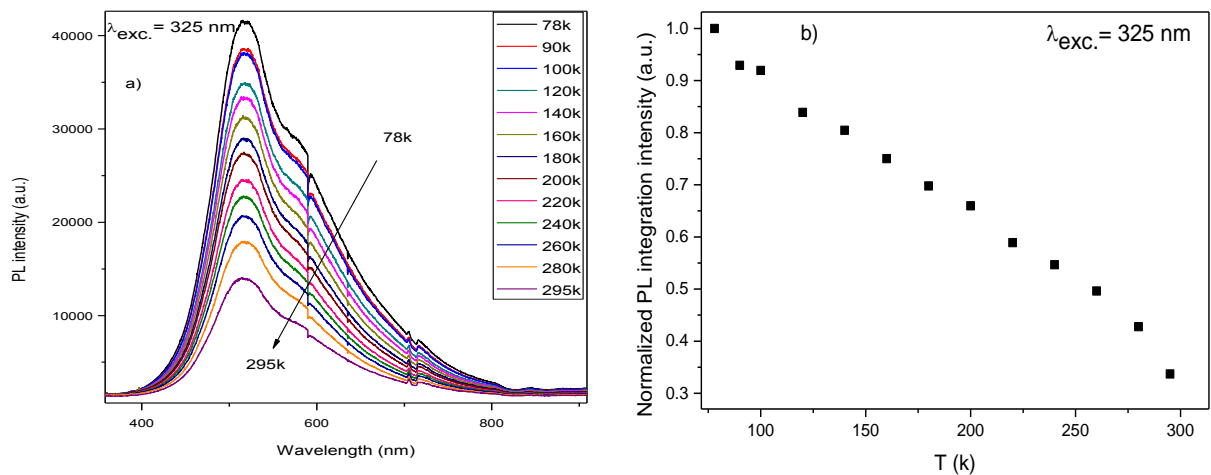 λexc.= 325 nm
a)
40000
30000
20000
10000
PL intensity (a.u.)
78k
90k
100k
120k
140k
160k
180k
200k
220k
240k
260k
280k
295k
78k
295k
400
600
800
Wavelength (nm)
b)
λexc.= 325 nm
1.0
0.9
0.8
0.7
0.6
0.5
0.4
0.3
Normalized PL integration intensity (a.u.)
100
150
200
250
300
T (k)